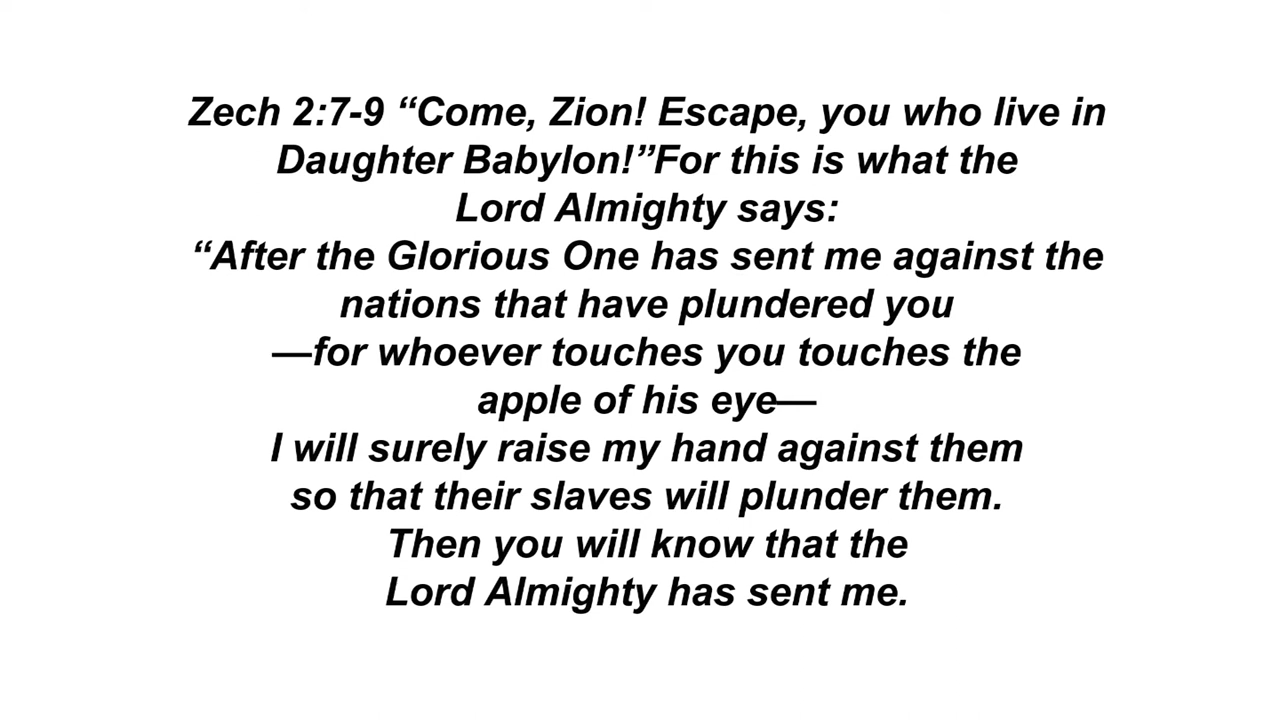 Zech 2:7-9 “Come, Zion! Escape, you who live in
Daughter Babylon!”For this is what the
Lord Almighty says:
“After the Glorious One has sent me against the
nations that have plundered you
—for whoever touches you touches the
apple of his eye—
I will surely raise my hand against them
so that their slaves will plunder them.
Then you will know that the
Lord Almighty has sent me.